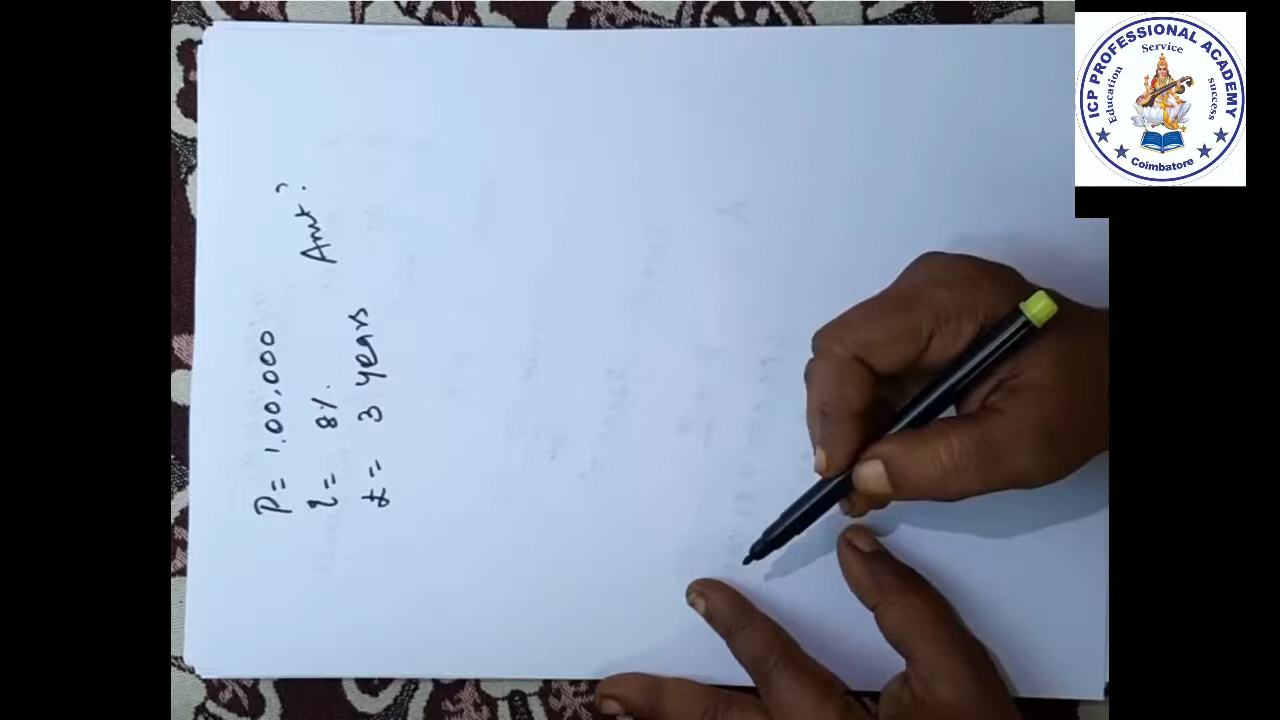 P = 1,00,000
r = 8% Amt ?
t = 3 years
ICP PROFESSIONAL ACADEMY
Service
Education
success
Coimbatore